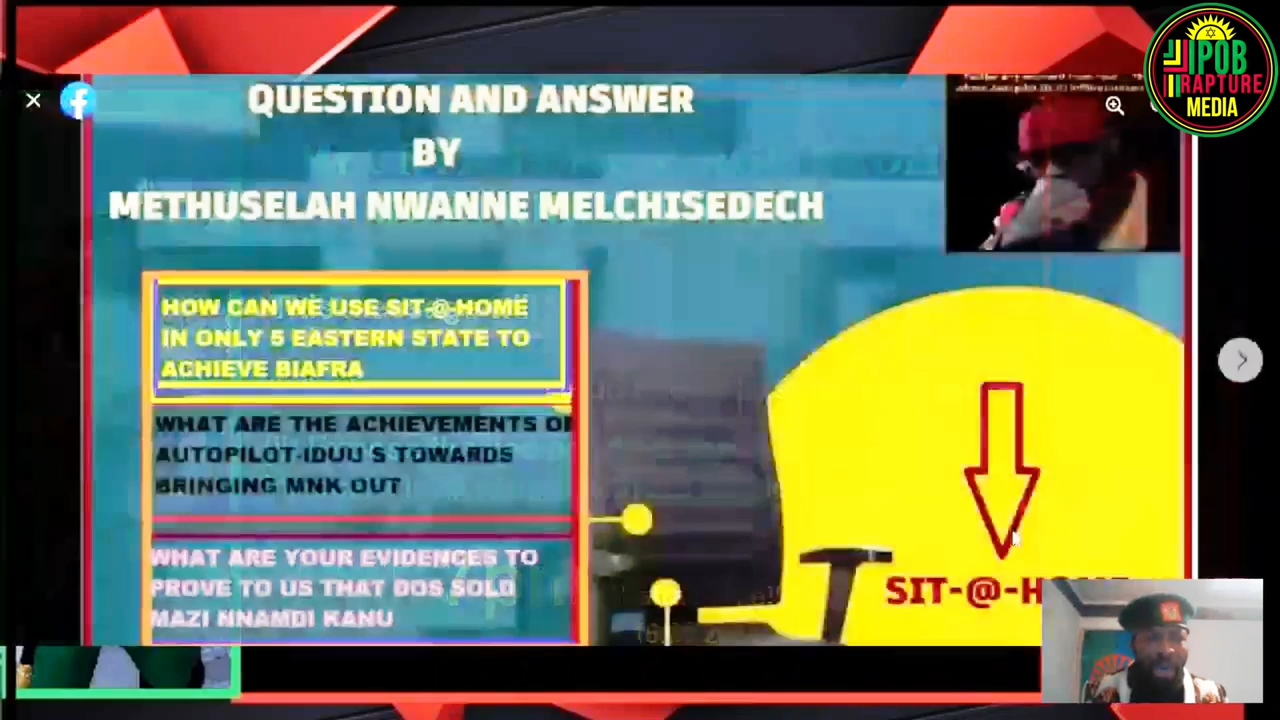 QUESTION AND ANSWER
BY
METHUSELAH NWANNE MELCHISEDECH
IPOB
RAPTURE
MEDIA
HOW CAN WE USE SIT-@-HOME
IN ONLY 5 EASTERN STATE TO
ACHIEVE BIAFRA
WHAT ARE THE ACHIEVEMENTS
AUTOPILOT-IDUU S TOWARDS
BRINGING MNK OUT
WHAT ARE YOUR EVIDENCES TO
PROVE TO US THAT DOS SOLD
MAZI NNAMDI KANU